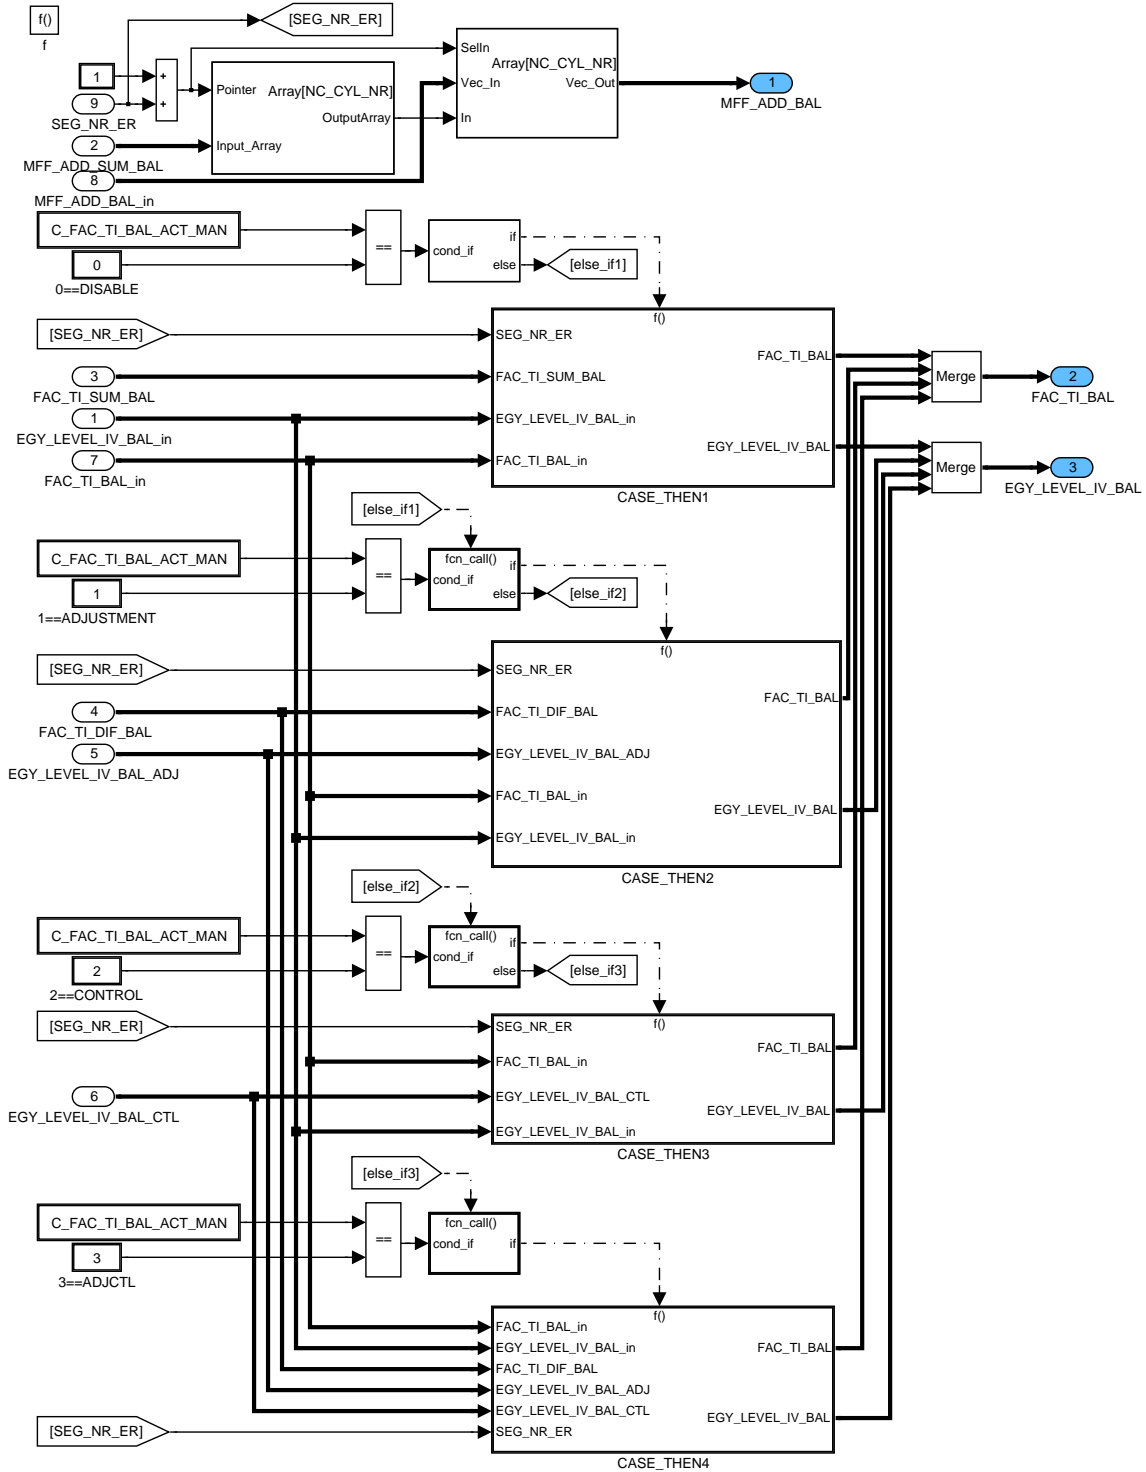 f()
f
[SEG_NR_ER]
1
+
+
9
SEG_NR_ER
2
MFF_ADD_SUM_BAL
8
MFF_ADD_BAL_in
Pointer
Array[NC_CYL_NR]
OutputArray
Input_Array
SelIn
Array[NC_CYL_NR]
Vec_In
Vec_Out
In
1
MFF_ADD_BAL
C_FAC_TI_BAL_ACT_MAN
0
0==DISABLE
==
cond_if
if
else
[else_if1]
[SEG_NR_ER]
3
FAC_TI_SUM_BAL
1
EGY_LEVEL_IV_BAL_in
7
FAC_TI_BAL_in
f()
SEG_NR_ER
FAC_TI_SUM_BAL
EGY_LEVEL_IV_BAL_in
FAC_TI_BAL_in
FAC_TI_BAL
EGY_LEVEL_IV_BAL
CASE_THEN1
Merge
2
FAC_TI_BAL
Merge
3
EGY_LEVEL_IV_BAL
[else_if1]
C_FAC_TI_BAL_ACT_MAN
1
1==ADJUSTMENT
==
fcn_call()
cond_if
if
else
[else_if2]
[SEG_NR_ER]
4
FAC_TI_DIF_BAL
5
EGY_LEVEL_IV_BAL_ADJ
f()
SEG_NR_ER
FAC_TI_DIF_BAL
EGY_LEVEL_IV_BAL_ADJ
FAC_TI_BAL_in
EGY_LEVEL_IV_BAL_in
FAC_TI_BAL
EGY_LEVEL_IV_BAL
CASE_THEN2
[else_if2]
C_FAC_TI_BAL_ACT_MAN
2
2==CONTROL
==
fcn_call()
cond_if
if
else
[else_if3]
[SEG_NR_ER]
6
EGY_LEVEL_IV_BAL_CTL
f()
SEG_NR_ER
FAC_TI_BAL_in
EGY_LEVEL_IV_BAL_CTL
EGY_LEVEL_IV_BAL_in
FAC_TI_BAL
EGY_LEVEL_IV_BAL
CASE_THEN3
[else_if3]
C_FAC_TI_BAL_ACT_MAN
3
3==ADJCTL
==
fcn_call()
cond_if
if
f()
FAC_TI_BAL_in
EGY_LEVEL_IV_BAL_in
FAC_TI_DIF_BAL
EGY_LEVEL_IV_BAL_ADJ
EGY_LEVEL_IV_BAL_CTL
SEG_NR_ER
FAC_TI_BAL
EGY_LEVEL_IV_BAL
[SEG_NR_ER]
CASE_THEN4